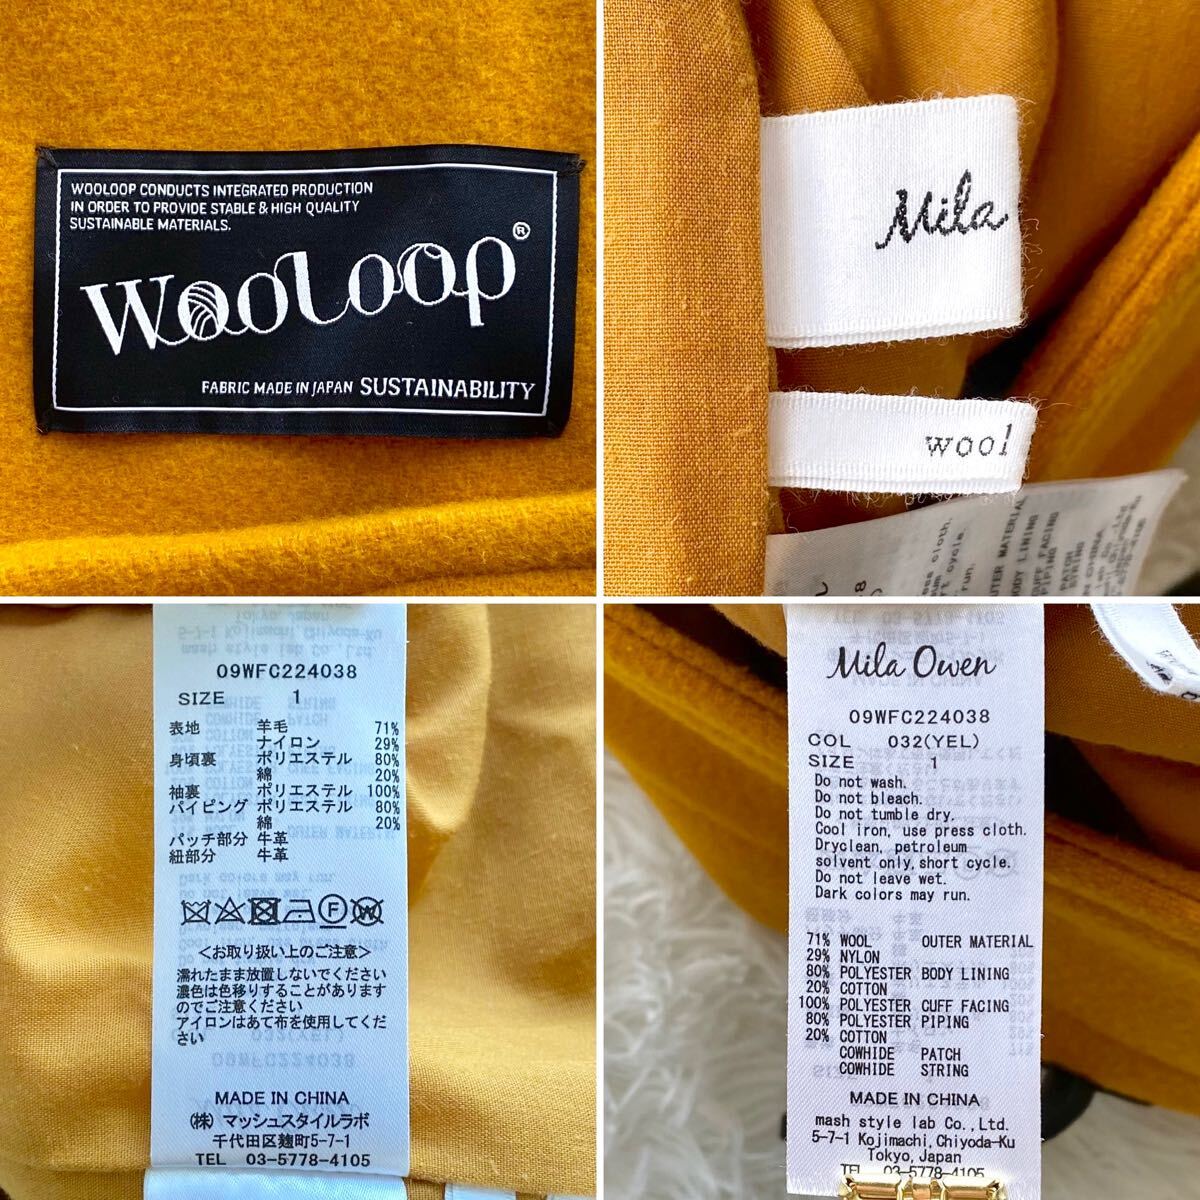 WOOLOOP CONDUCTS INTEGRATED PRODUCTION
IN ORDER TO PROVIDE STABLE & HIGH QUALITY
SUSTAINABLE MATERIALS.
WOOLOOP®
FABRIC MADE IN JAPAN SUSTAINABILITY
Mila
wool
OUTER MATERIAL
BODY LINING
CUFF FACING
PIPING
PATCH
STRING
09WFC224038
SIZE 1
表地 羊毛 71%
ナイロン 29%
身頃裏 ポリエステル 80%
綿 20%
袖裏 ポリエステル 100%
パイピング ポリエステル 80%
綿 20%
パッチ部分 牛革
紐部分 牛革
F W
<お取り扱い上のご注意>
濡れたまま放置しないでください
濃色は色移りすることがあります
のでご注意ください
アイロンはあて布を使用してくだ
さい
MADE IN CHINA
(株)マッシュスタイルラボ
千代田区麹町5-7-1
TEL 03-5778-4105
Mila Owen
09WFC224038
COL 032(YEL)
SIZE 1
Do not wash.
Do not bleach.
Do not tumble dry.
Cool iron, use press cloth.
Dryclean, petroleum
solvent only, short cycle.
Do not leave wet.
Dark colors may run.
71% WOOL OUTER MATERIAL
29% NYLON
80% POLYESTER BODY LINING
20% COTTON
100% POLYESTER CUFF FACING
80% POLYESTER PIPING
20% COTTON
COWHIDE PATCH
COWHIDE STRING
MADE IN CHINA
mash style lab Co., Ltd.
5-7-1 Kojimachi, Chiyoda-Ku
Tokyo, Japan
TEL 03-5778-4105